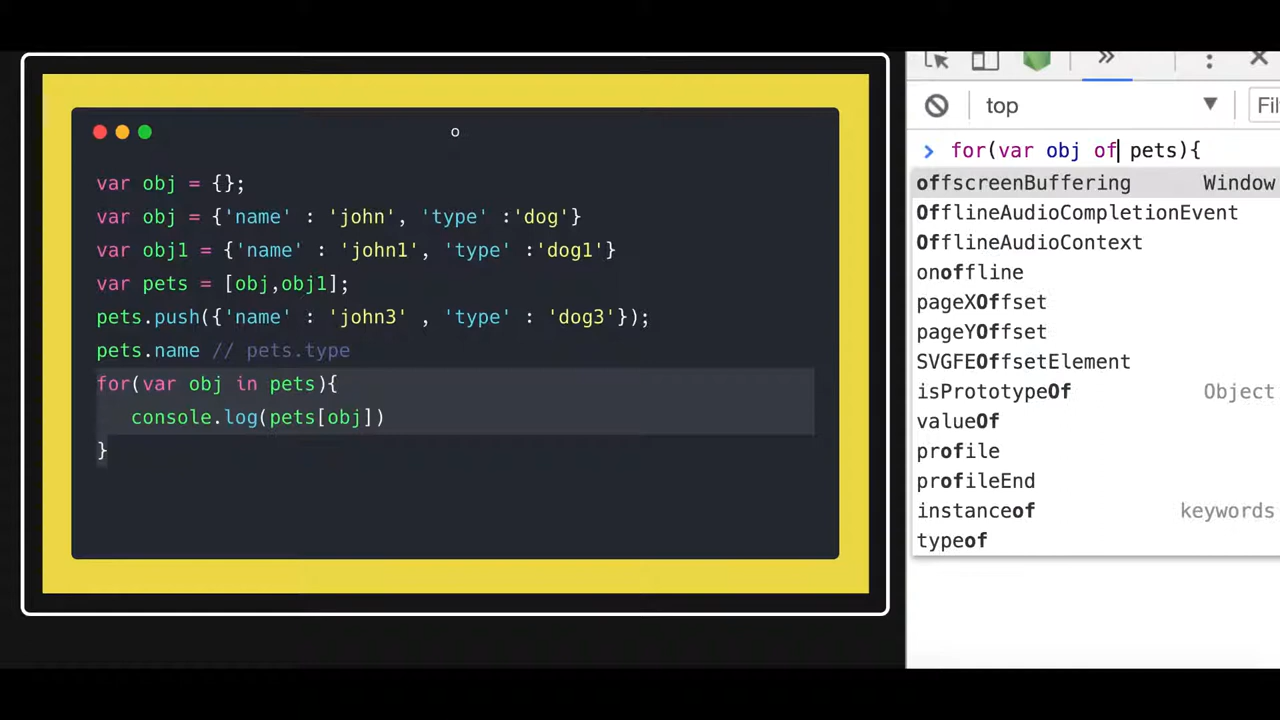 o
var obj = {};
var obj = {'name' : 'john', 'type' :'dog'}
var obj1 = {'name' : 'john1', 'type' :'dog1'}
var pets = [obj,obj1];
pets.push({'name' : 'john3' , 'type' : 'dog3'});
pets.name // pets.type
for(var obj in pets){
console.log(pets[obj])
}
top ▼ Fil
> for(var obj of pets){
offscreenBuffering Window
OfflineAudioCompletionEvent
OfflineAudioContext
onoffline
pageXOffset
pageYOffset
SVGFEOffsetElement
isPrototypeOf Object
valueOf
profile
profileEnd
instanceof keywords
typeof